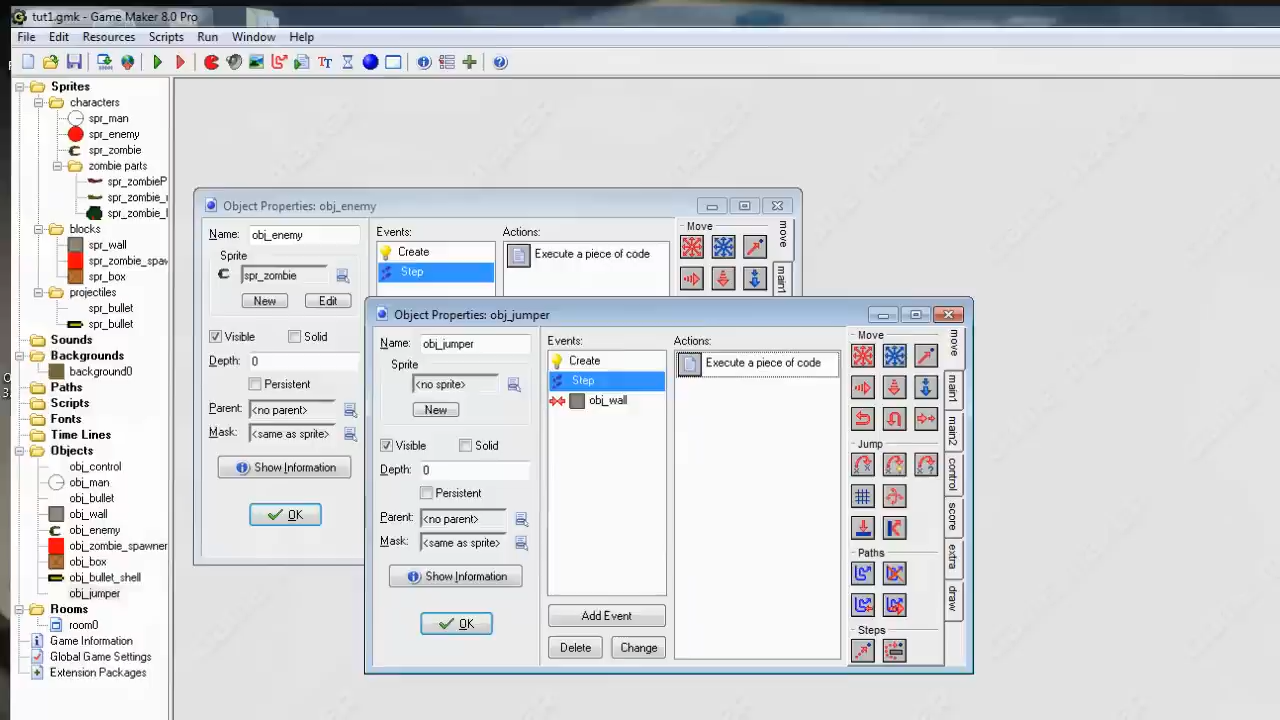 tut1.gmk - Game Maker 8.0 Pro
File Edit Resources Scripts Run Window Help
Sprites
characters
spr_man
spr_enemy
spr_zombie
zombie parts
spr_zombieP
spr_zombie_
spr_zombie_
blocks
spr_wall
spr_zombie_spaw
spr_box
projectiles
spr_bullet
spr_bullet
Sounds
Backgrounds
background0
Paths
Scripts
Fonts
Time Lines
Objects
obj_control
obj_man
obj_bullet
obj_wall
obj_enemy
obj_zombie_spawner
obj_box
obj_bullet_shell
obj_jumper
Rooms
room0
Game Information
Global Game Settings
Extension Packages
Object Properties: obj_enemy
Name: obj_enemy
Sprite
spr_zombie
New Edit
Visible Solid
Depth: 0
Persistent
Parent: <no parent>
Mask: <same as sprite>
Show Information
OK
Events:
Create
Step
Actions:
Execute a piece of code
Move
move
main1
Object Properties: obj_jumper
Name: obj_jumper
Sprite
<no sprite>
New
Visible Solid
Depth: 0
Persistent
Parent: <no parent>
Mask: <same as sprite>
Show Information
OK
Events:
Create
Step
obj_wall
Add Event
Delete Change
Actions:
Execute a piece of code
Move
Jump
Paths
Steps
move
main1
main2
control
score
extra
draw